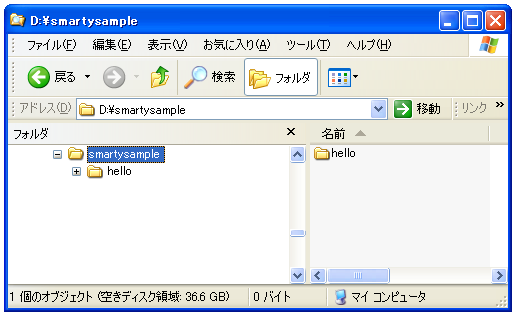 D:¥smartysample
ファイル(F) 編集(E) 表示(V) お気に入り(A) ツール(T) ヘルプ(H)
戻る 検索 フォルダ
アドレス(D) D:¥smartysample 移動 リンク »
フォルダ × 名前
smartysample hello
hello
1 個のオブジェクト (空きディスク領域: 36.6 GB) 0 バイト マイ コンピュータ